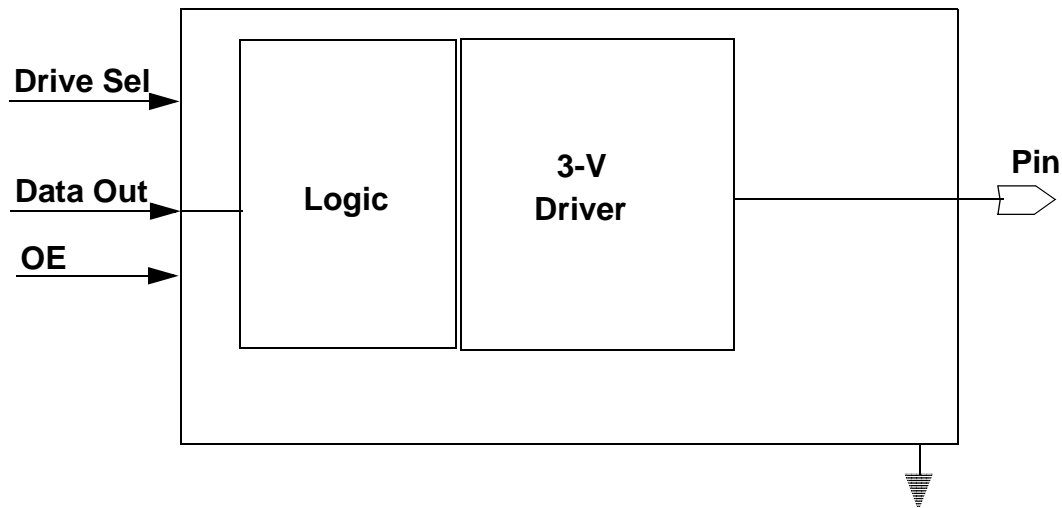 Drive Sel
Data Out
OE
Logic
3-V
Driver
Pin